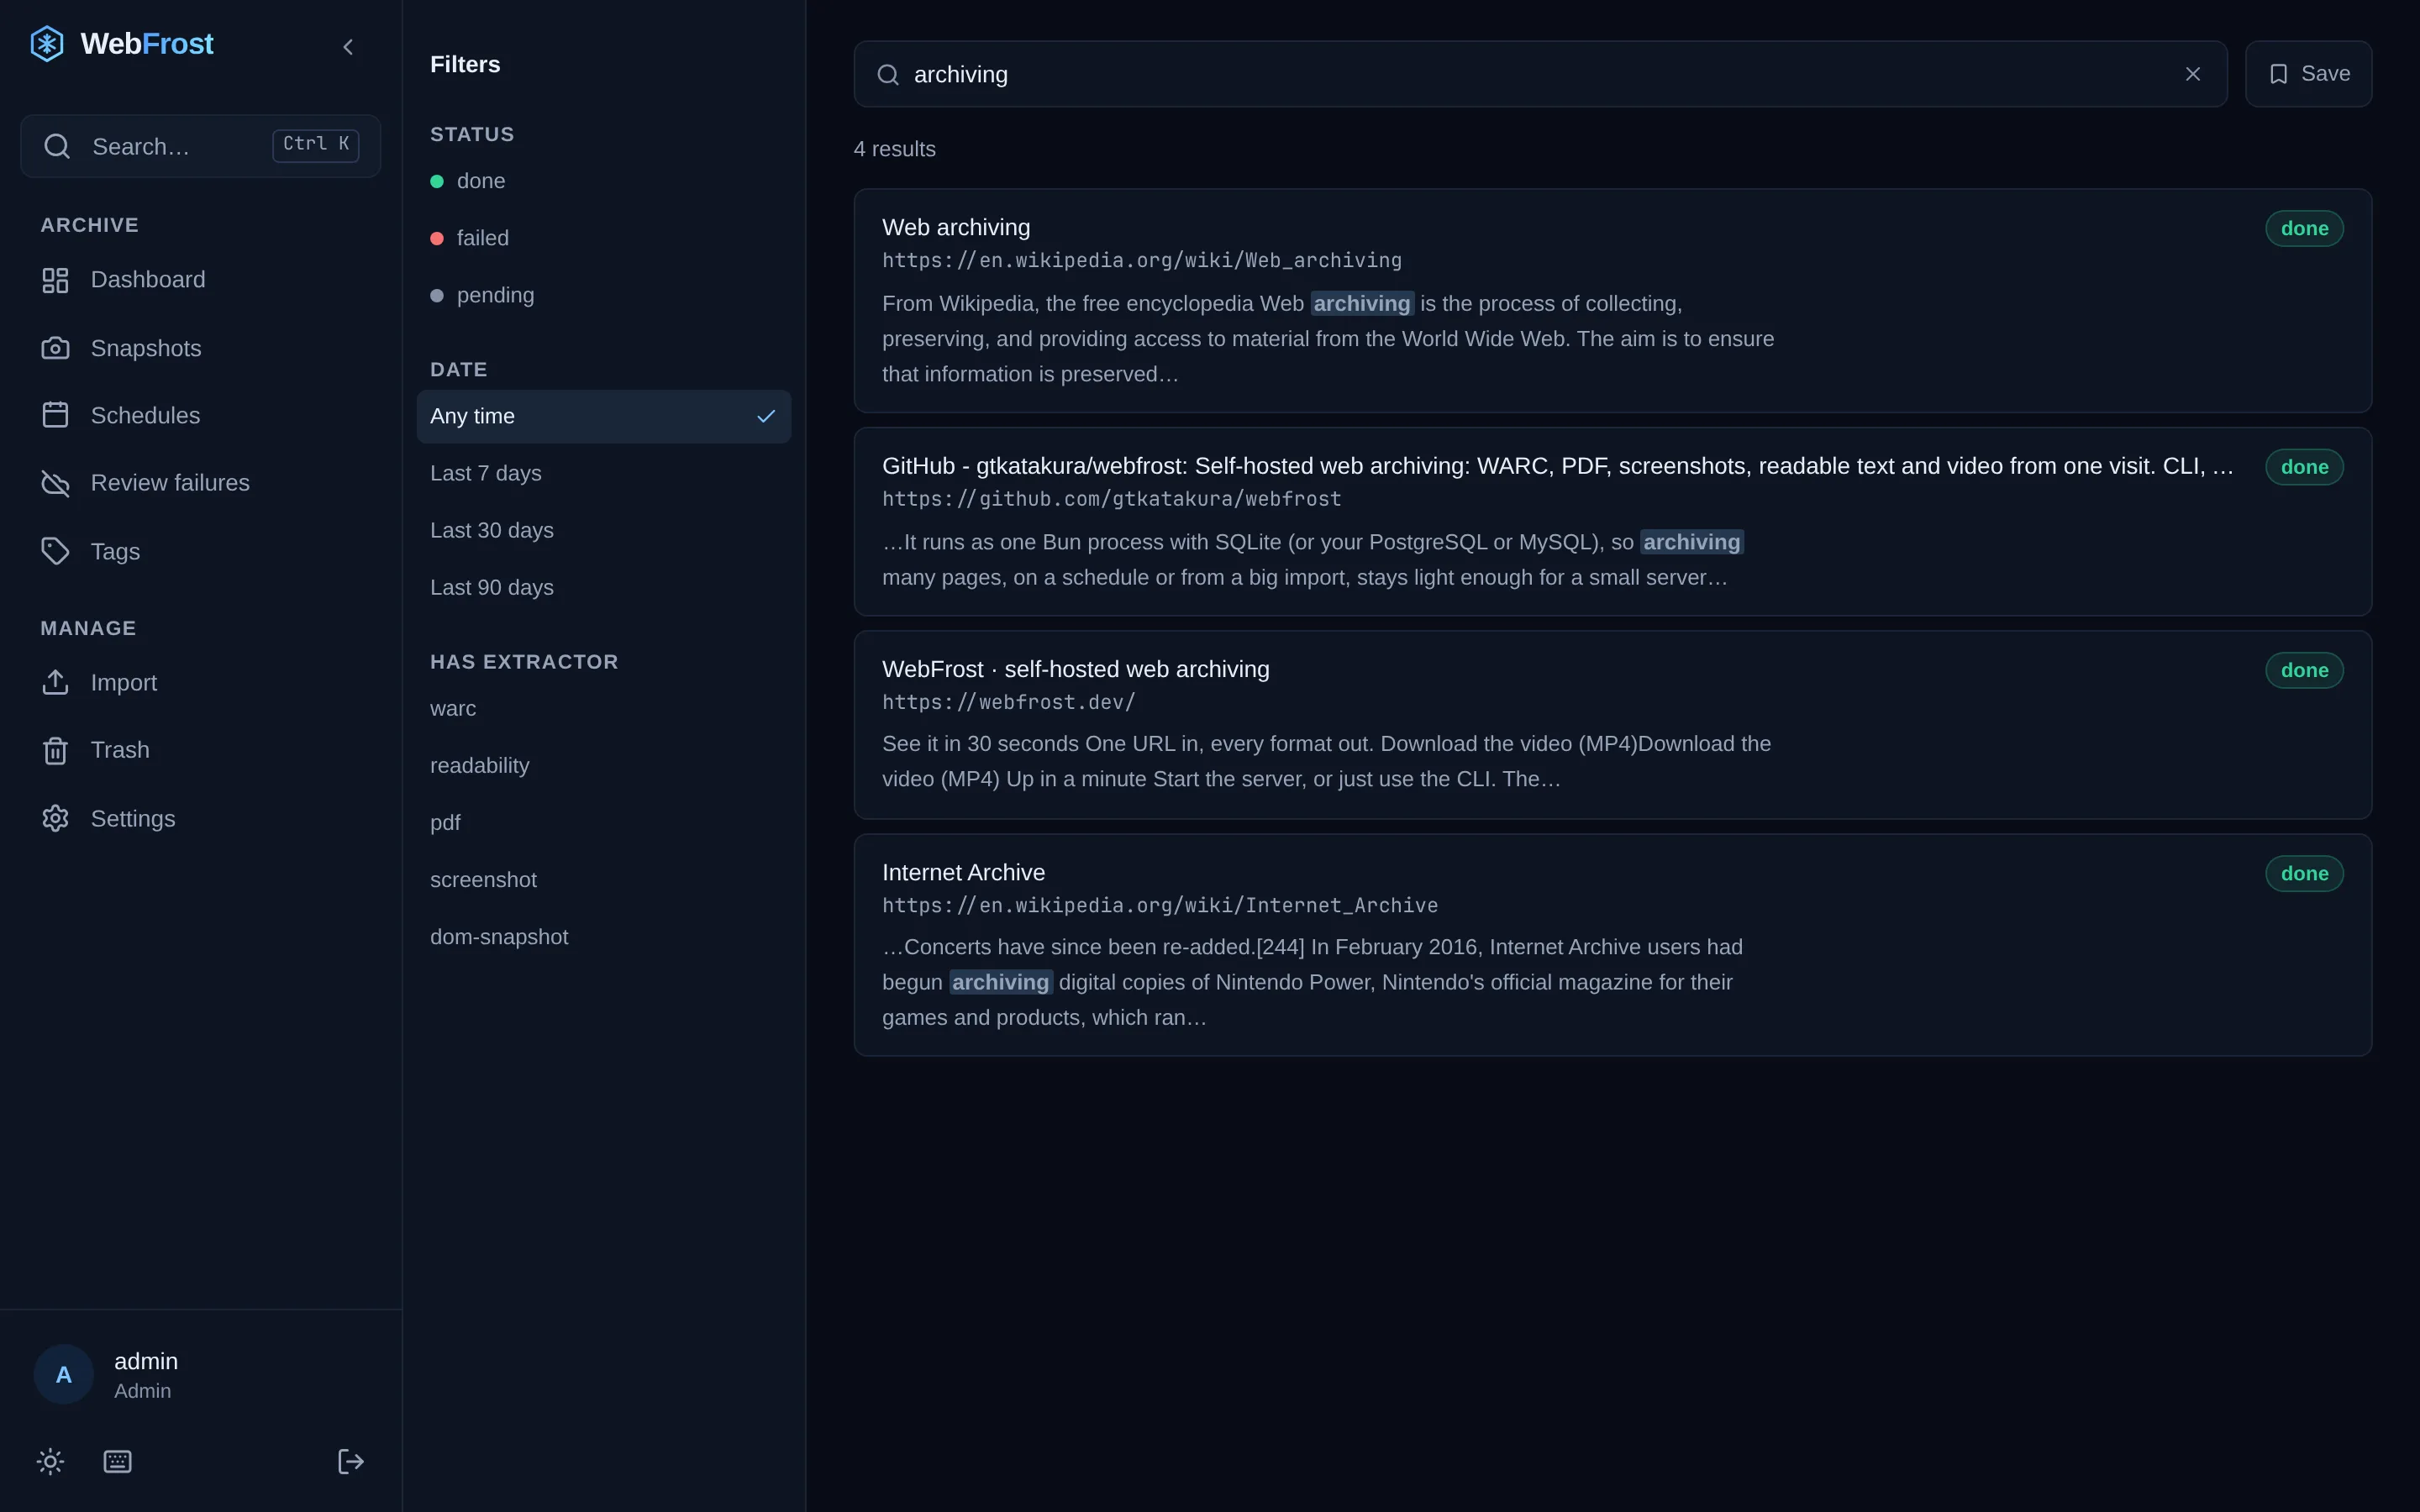 WebFrost
Search…
Ctrl K
ARCHIVE
Dashboard
Snapshots
Schedules
Review failures
Tags
MANAGE
Import
Trash
Settings
A
admin
Admin
Filters
STATUS
done
failed
pending
DATE
Any time
Last 7 days
Last 30 days
Last 90 days
HAS EXTRACTOR
warc
readability
pdf
screenshot
dom-snapshot
archiving
Save
4 results
Web archiving
done
https://en.wikipedia.org/wiki/Web_archiving
From Wikipedia, the free encyclopedia Web archiving is the process of collecting,
preserving, and providing access to material from the World Wide Web. The aim is to ensure
that information is preserved…
GitHub - gtkatakura/webfrost: Self-hosted web archiving: WARC, PDF, screenshots, readable text and video from one visit. CLI, …
done
https://github.com/gtkatakura/webfrost
…It runs as one Bun process with SQLite (or your PostgreSQL or MySQL), so archiving
many pages, on a schedule or from a big import, stays light enough for a small server…
WebFrost · self-hosted web archiving
done
https://webfrost.dev/
See it in 30 seconds One URL in, every format out. Download the video (MP4)Download the
video (MP4) Up in a minute Start the server, or just use the CLI. The…
Internet Archive
done
https://en.wikipedia.org/wiki/Internet_Archive
…Concerts have since been re-added.[244] In February 2016, Internet Archive users had
begun archiving digital copies of Nintendo Power, Nintendo's official magazine for their
games and products, which ran…